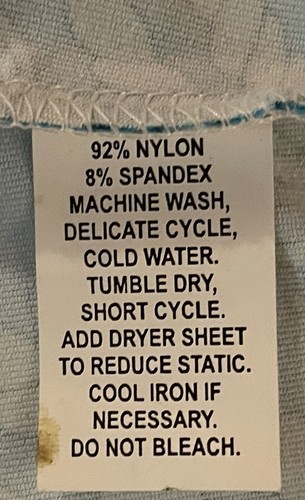 92% NYLON
8% SPANDEX
MACHINE WASH,
DELICATE CYCLE,
COLD WATER.
TUMBLE DRY,
SHORT CYCLE.
ADD DRYER SHEET
TO REDUCE STATIC.
COOL IRON IF
NECESSARY.
DO NOT BLEACH.